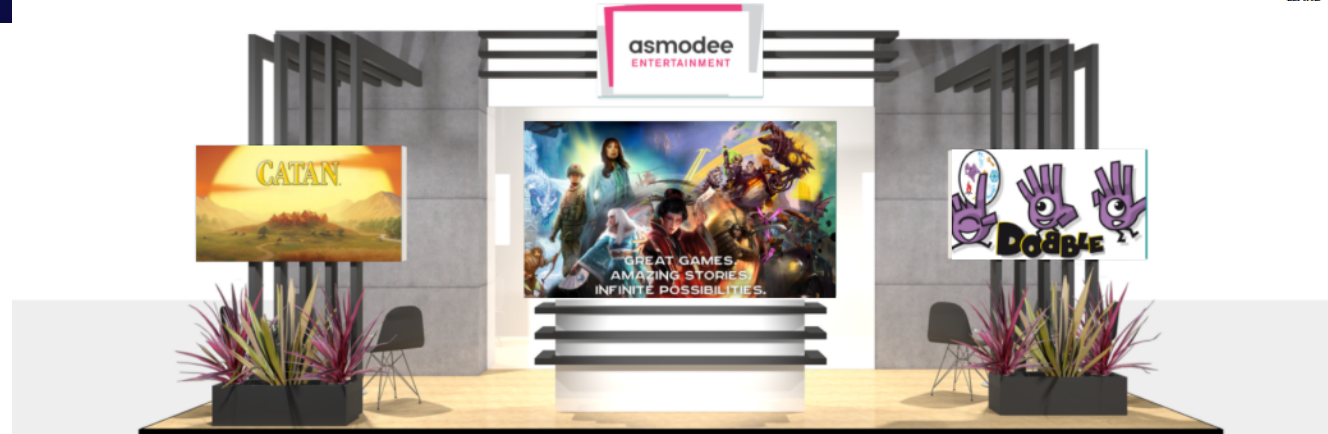 asmodee
ENTERTAINMENT
CATAN
GREAT GAMES.
AMAZING STORIES.
INFINITE POSSIBILITIES.
DOBBLE